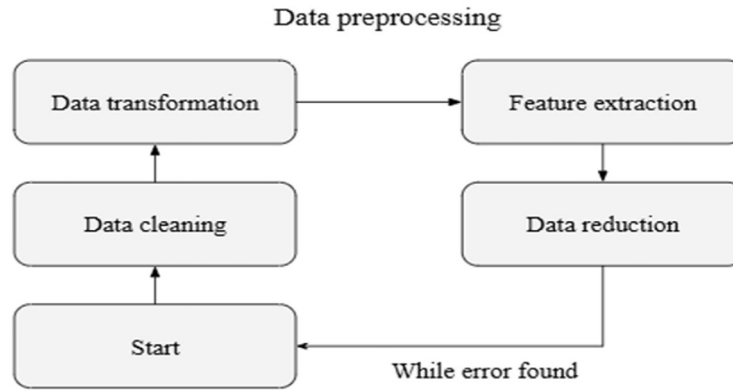 Data preprocessing
Data transformation
Feature extraction
Data cleaning
Data reduction
Start
While error found